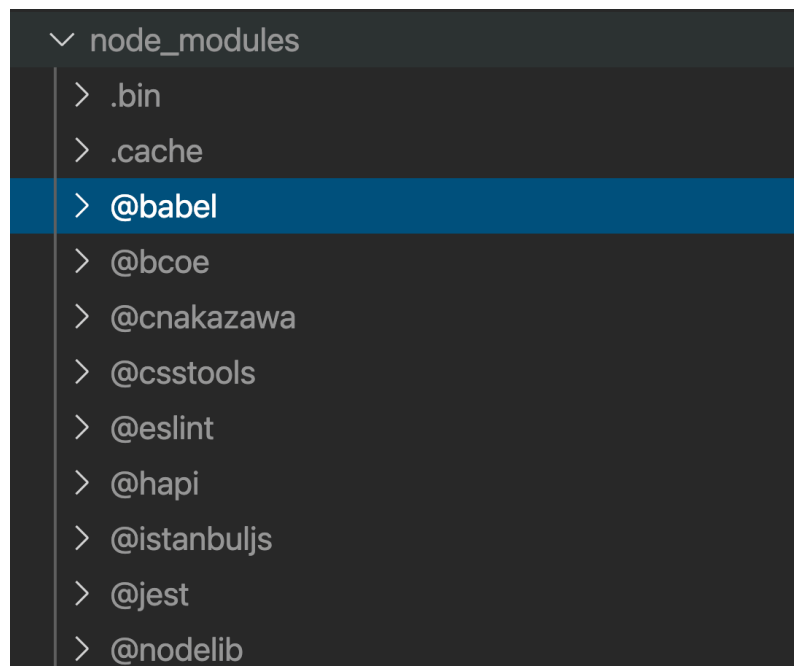 node_modules
.bin
.cache
@babel
@bcoe
@cnakazawa
@csstools
@eslint
@hapi
@istanbuljs
@jest
@nodelib